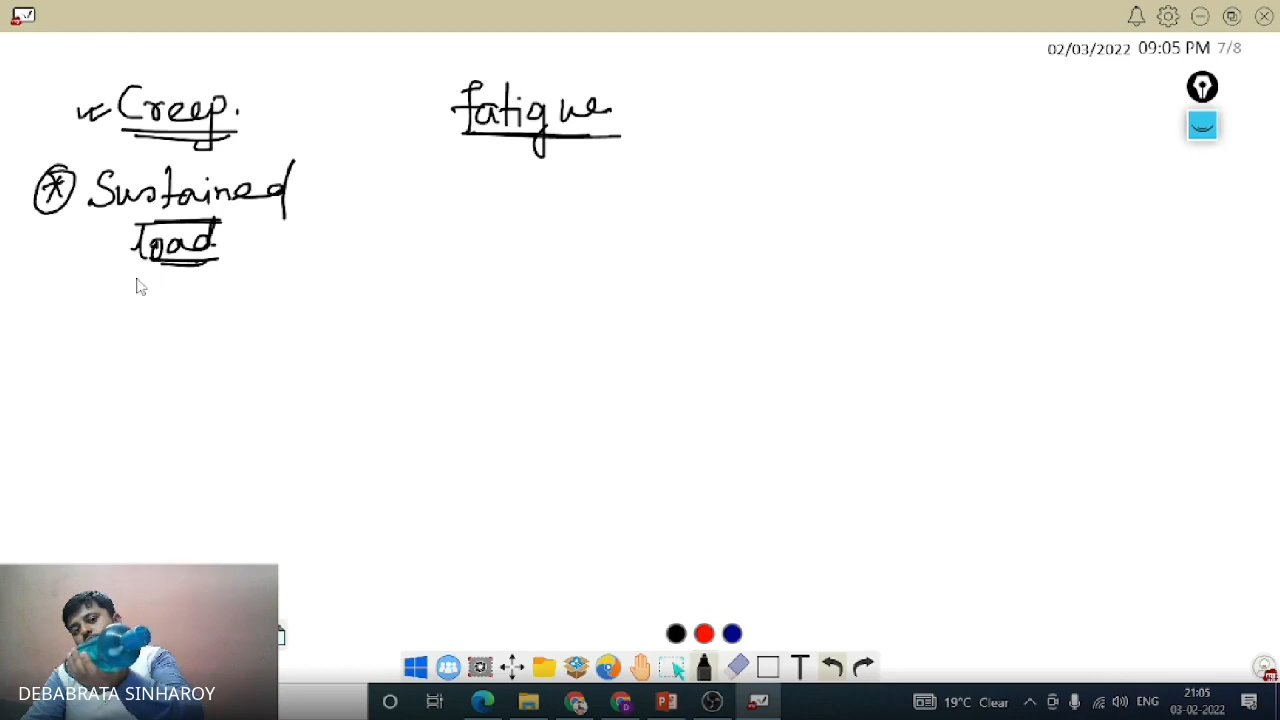 02/03/2022 09:05 PM 7/8
Creep.
fatigue
* Sustained
load
DEBABRATA SINHAROY
T
19°C Clear
ENG
21:05
03-02-2022